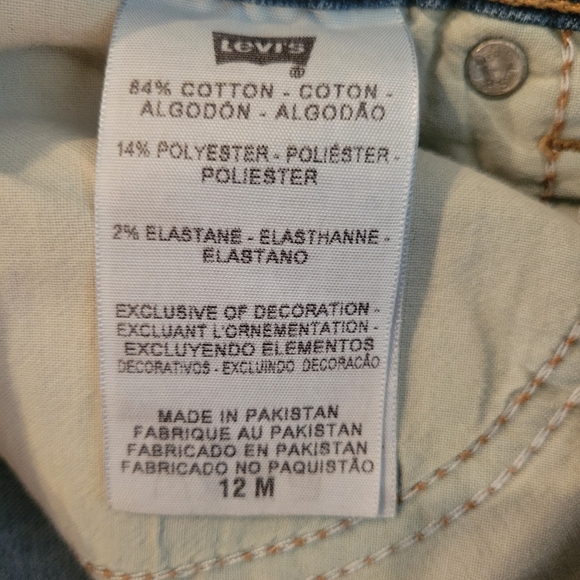 Levi's
®
84% COTTON - COTON -
ALGODÓN - ALGODÃO
14% POLYESTER - POLIÉSTER -
POLIESTER
2% ELASTANE - ELASTHANNE -
ELASTANO
EXCLUSIVE OF DECORATION -
EXCLUANT L'ORNEMENTATION -
EXCLUYENDO ELEMENTOS
DECORATIVOS - EXCLUINDO DECORAÇÃO
MADE IN PAKISTAN
FABRIQUE AU PAKISTAN
FABRICADO EN PAKISTAN
FABRICADO NO PAQUISTÃO
12 M